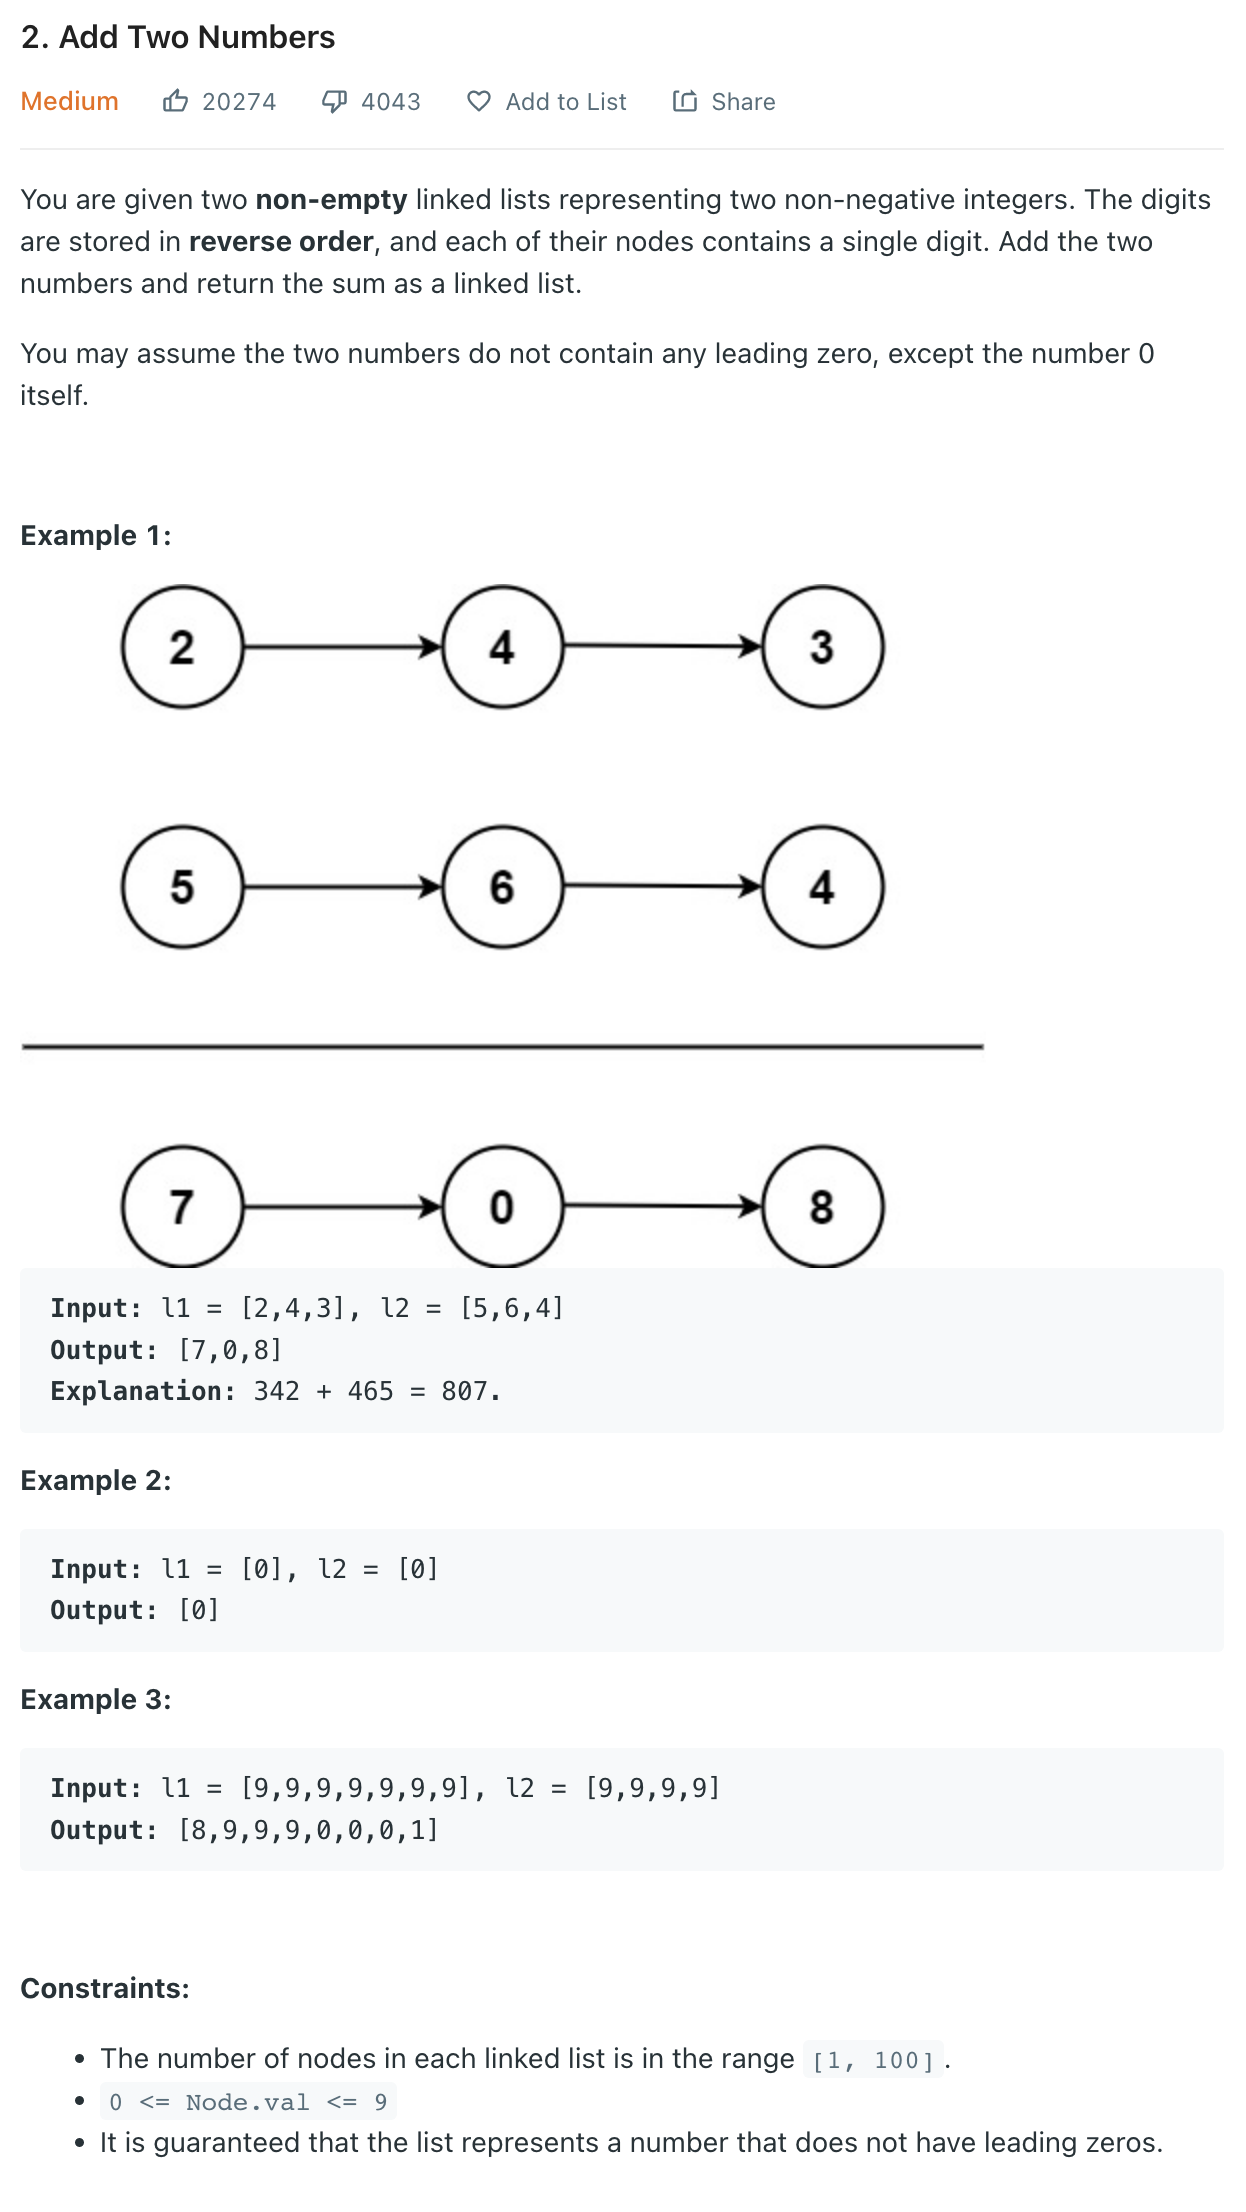 2. Add Two Numbers
Medium 20274 4043 Add to List Share
You are given two non-empty linked lists representing two non-negative integers. The digits
are stored in reverse order, and each of their nodes contains a single digit. Add the two
numbers and return the sum as a linked list.
You may assume the two numbers do not contain any leading zero, except the number 0
itself.
Example 1:
2 4 3
5 6 4
7 0 8
Input: l1 = [2,4,3], l2 = [5,6,4]
Output: [7,0,8]
Explanation: 342 + 465 = 807.
Example 2:
Input: l1 = [0], l2 = [0]
Output: [0]
Example 3:
Input: l1 = [9,9,9,9,9,9,9], l2 = [9,9,9,9]
Output: [8,9,9,9,0,0,0,1]
Constraints:
• The number of nodes in each linked list is in the range [1, 100].
• 0 <= Node.val <= 9
• It is guaranteed that the list represents a number that does not have leading zeros.